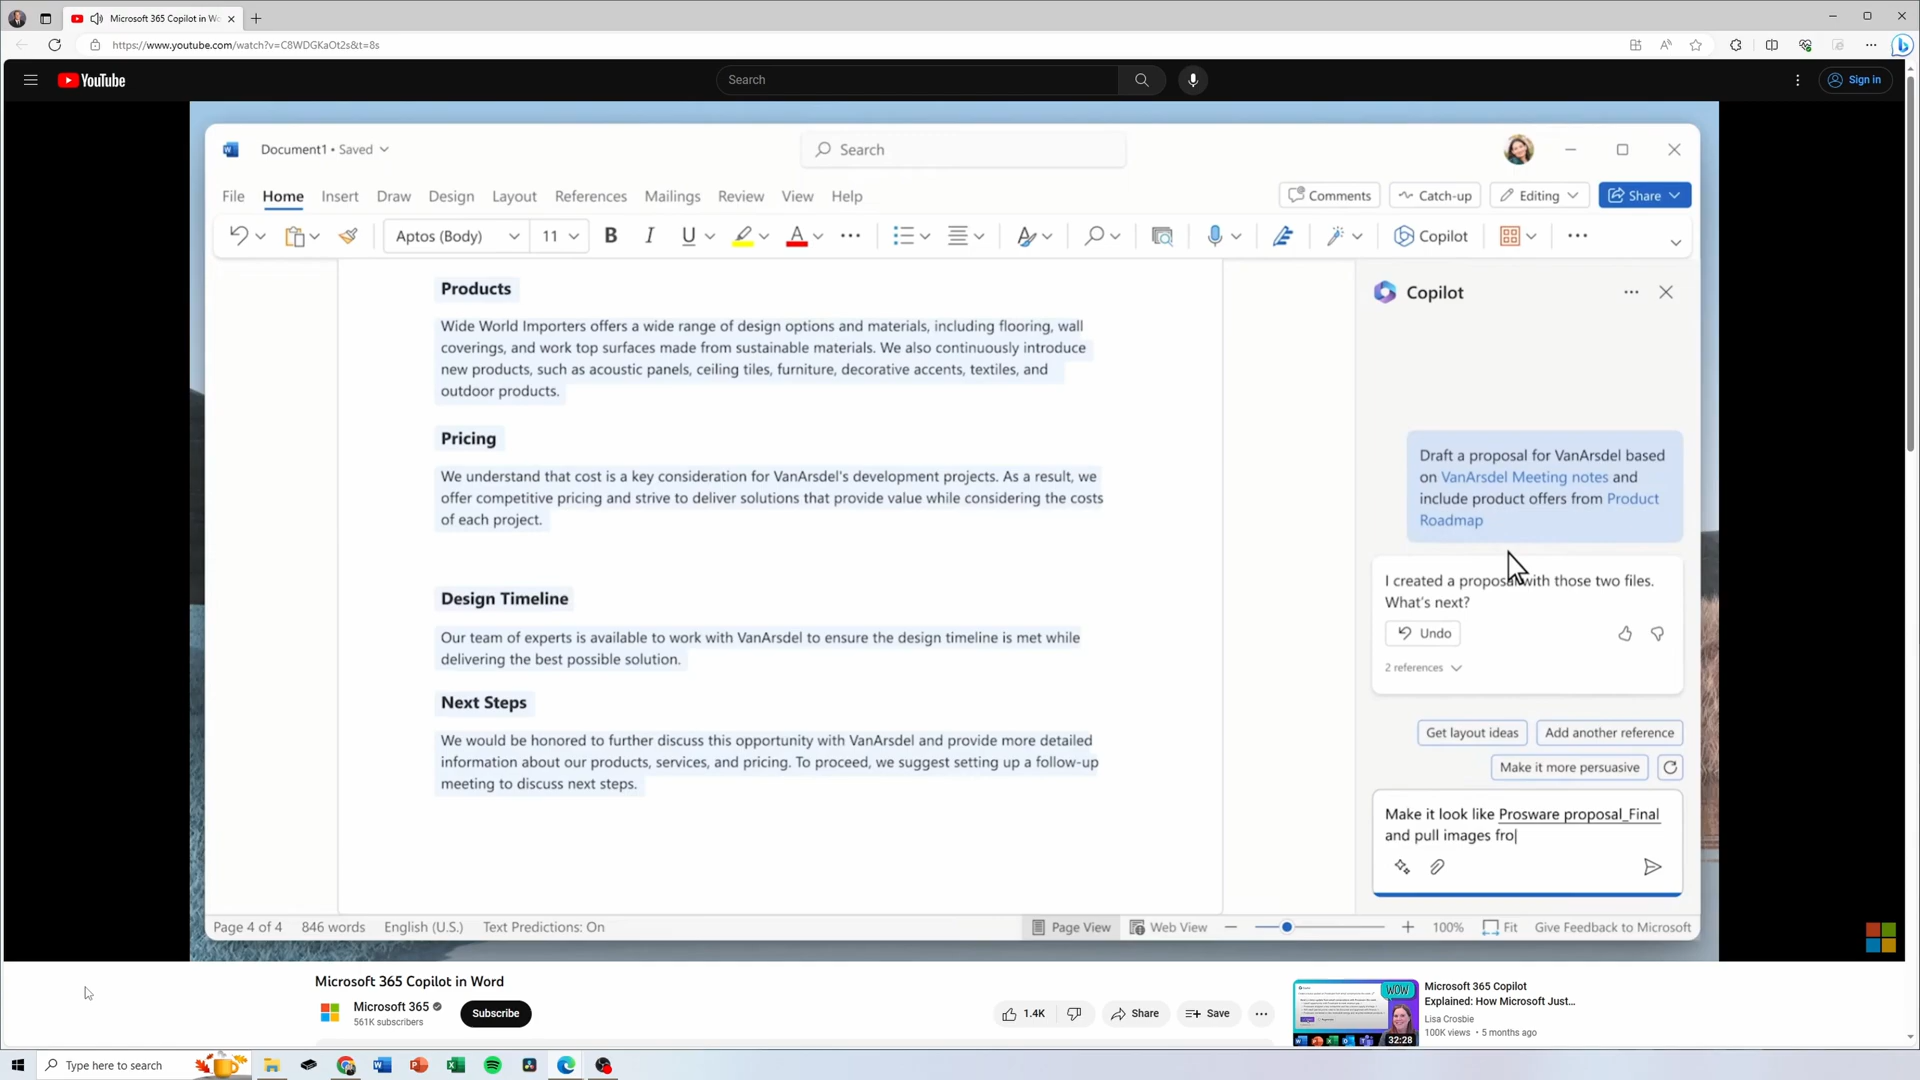 Microsoft 365 Copilot in Wo
https://www.youtube.com/watch?v=C8WDGKaOt2s&t=8s
YouTube
Search
Sign in
Document1 • Saved
Search
File Home Insert Draw Design Layout References Mailings Review View Help
Comments Catch-up Editing Share
Aptos (Body) 11 B I U A Copilot
Products
Wide World Importers offers a wide range of design options and materials, including flooring, wall
coverings, and work top surfaces made from sustainable materials. We also continuously introduce
new products, such as acoustic panels, ceiling tiles, furniture, decorative accents, textiles, and
outdoor products.
Pricing
We understand that cost is a key consideration for VanArsdel's development projects. As a result, we
offer competitive pricing and strive to deliver solutions that provide value while considering the costs
of each project.
Design Timeline
Our team of experts is available to work with VanArsdel to ensure the design timeline is met while
delivering the best possible solution.
Next Steps
We would be honored to further discuss this opportunity with VanArsdel and provide more detailed
information about our products, services, and pricing. To proceed, we suggest setting up a follow-up
meeting to discuss next steps.
Copilot
Draft a proposal for VanArsdel based
on VanArsdel Meeting notes and
include product offers from Product
Roadmap
I created a proposal with those two files.
What's next?
Undo
2 references
Get layout ideas
Add another reference
Make it more persuasive
Make it look like Prosware proposal_Final
and pull images fro
Page 4 of 4 846 words English (U.S.) Text Predictions: On
Page View Web View 100% Fit Give Feedback to Microsoft
Microsoft 365 Copilot in Word
Microsoft 365
561K subscribers
Subscribe
1.4K
Share
Save
WOW
32:28
Microsoft 365 Copilot
Explained: How Microsoft Just...
Lisa Crosbie
100K views • 5 months ago
Type here to search